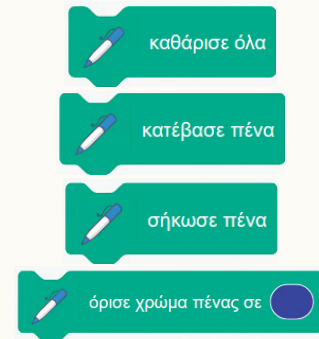 καθάρισε όλα
κατέβασε πένα
σήκωσε πένα
όρισε χρώμα πένας σε